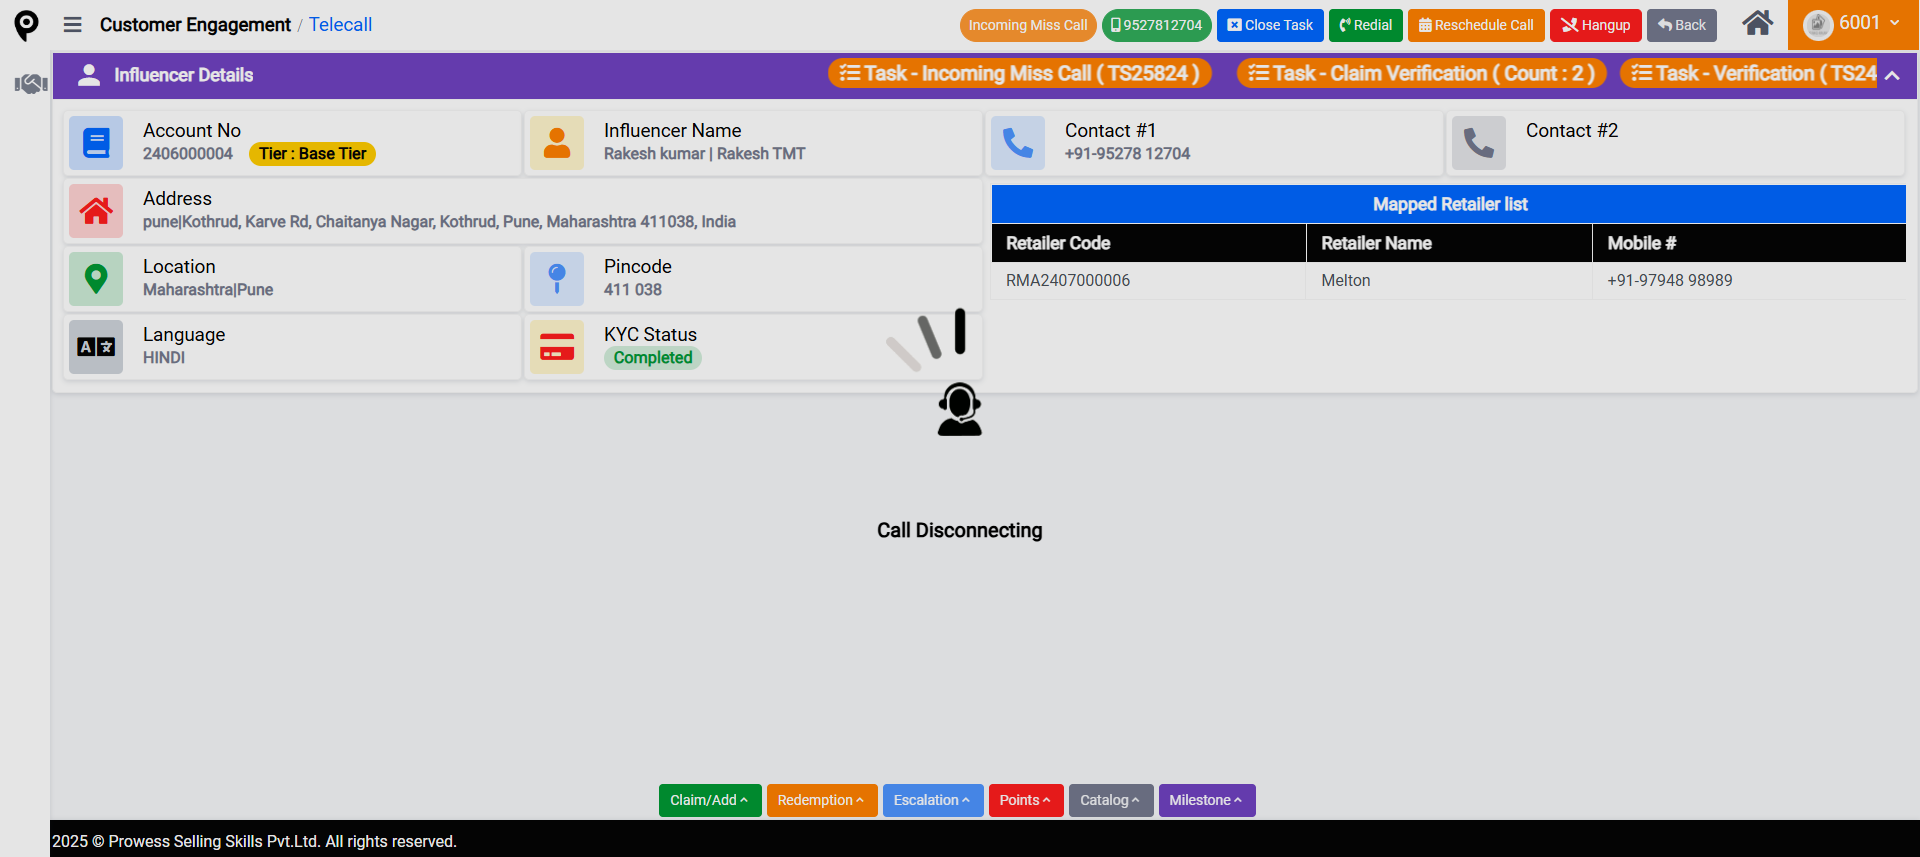 Customer Engagement / Telecall
Incoming Miss Call
9527812704
Close Task
Redial
Reschedule Call
Hangup
Back
6001
Influencer Details
Task - Incoming Miss Call ( TS25824 )
Task - Claim Verification ( Count : 2 )
Task - Verification ( TS24
Account No
2406000004
Tier : Base Tier
Influencer Name
Rakesh kumar | Rakesh TMT
Contact #1
+91-95278 12704
Contact #2
Address
pune|Kothrud, Karve Rd, Chaitanya Nagar, Kothrud, Pune, Maharashtra 411038, India
Location
Maharashtra|Pune
Pincode
411 038
Language
HINDI
KYC Status
Completed
Mapped Retailer list
Retailer Code Retailer Name Mobile #
RMA2407000006 Melton +91-97948 98989
Call Disconnecting
Claim/Add
Redemption
Escalation
Points
Catalog
Milestone
2025 © Prowess Selling Skills Pvt.Ltd. All rights reserved.